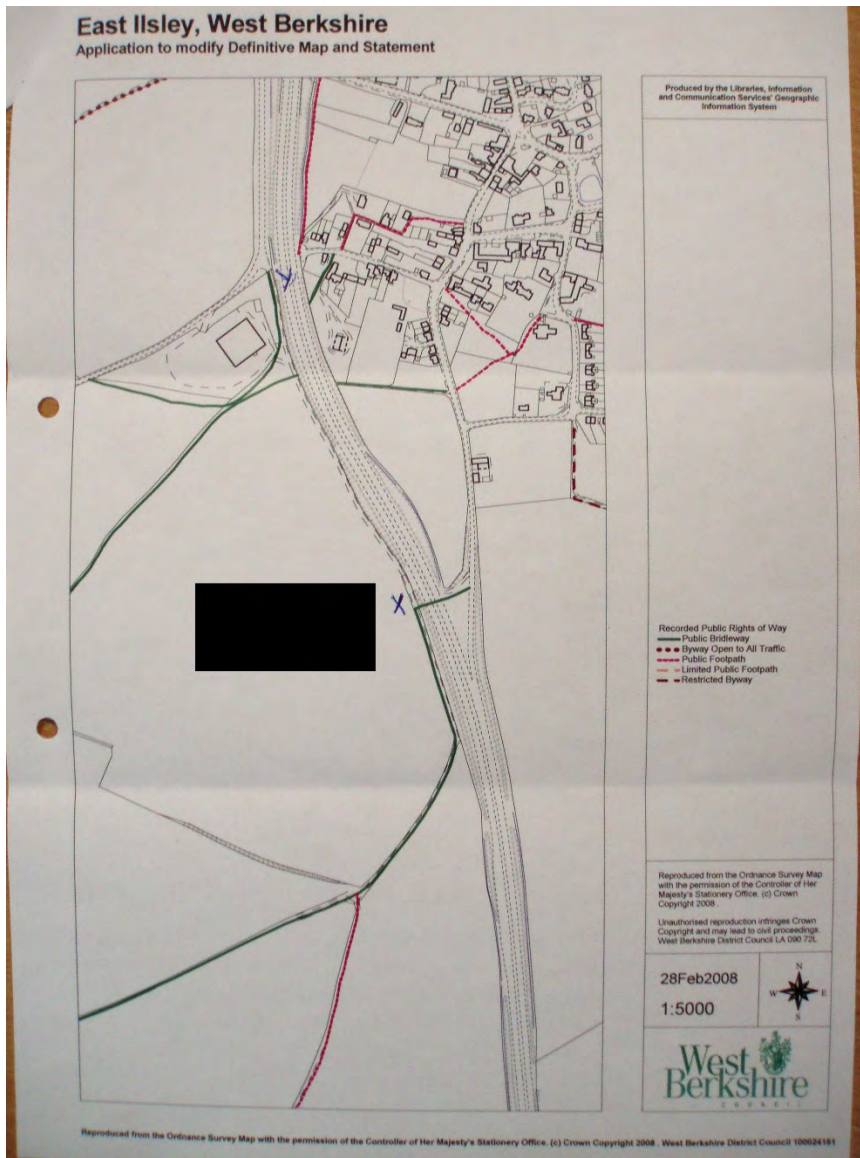 East Ilsley, West Berkshire
Application to modify Definitive Map and Statement
Produced by the Libraries, Information
and Communication Services' Geographic
Information System
X
Recorded Public Rights of Way
Public Bridleway
Byway Open to All Traffic
Public Footpath
Limited Public Footpath
Restricted Byway
Reproduced from the Ordnance Survey Map
with the permission of the Controller of Her
Majesty's Stationery Office. (c) Crown
Copyright 2008 .
Unauthorised reproduction infringes Crown
Copyright and may lead to civil proceedings.
West Berkshire District Council LA 090 72L
28Feb2008
1:5000
N
W E
S
West
Berkshire
COUNCIL
Reproduced from the Ordnance Survey Map with the permission of the Controller of Her Majesty's Stationery Office. (c) Crown Copyright 2008 . West Berkshire District Council 100024151